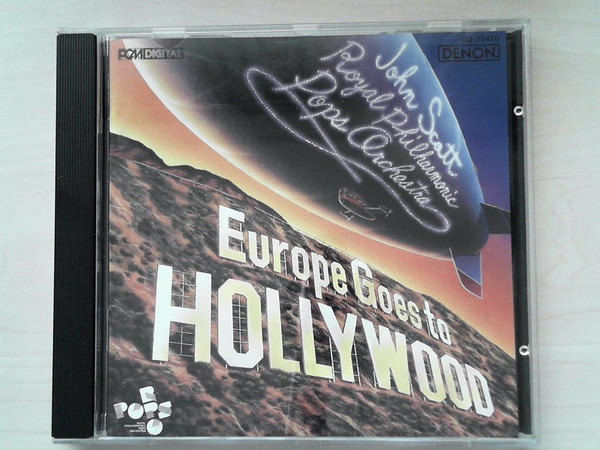 PCM DIGITAL
DENON
John Scott
Royal Philharmonic
Pops Orchestra
Europe Goes to
HOLLYWOOD
R
POPS
O